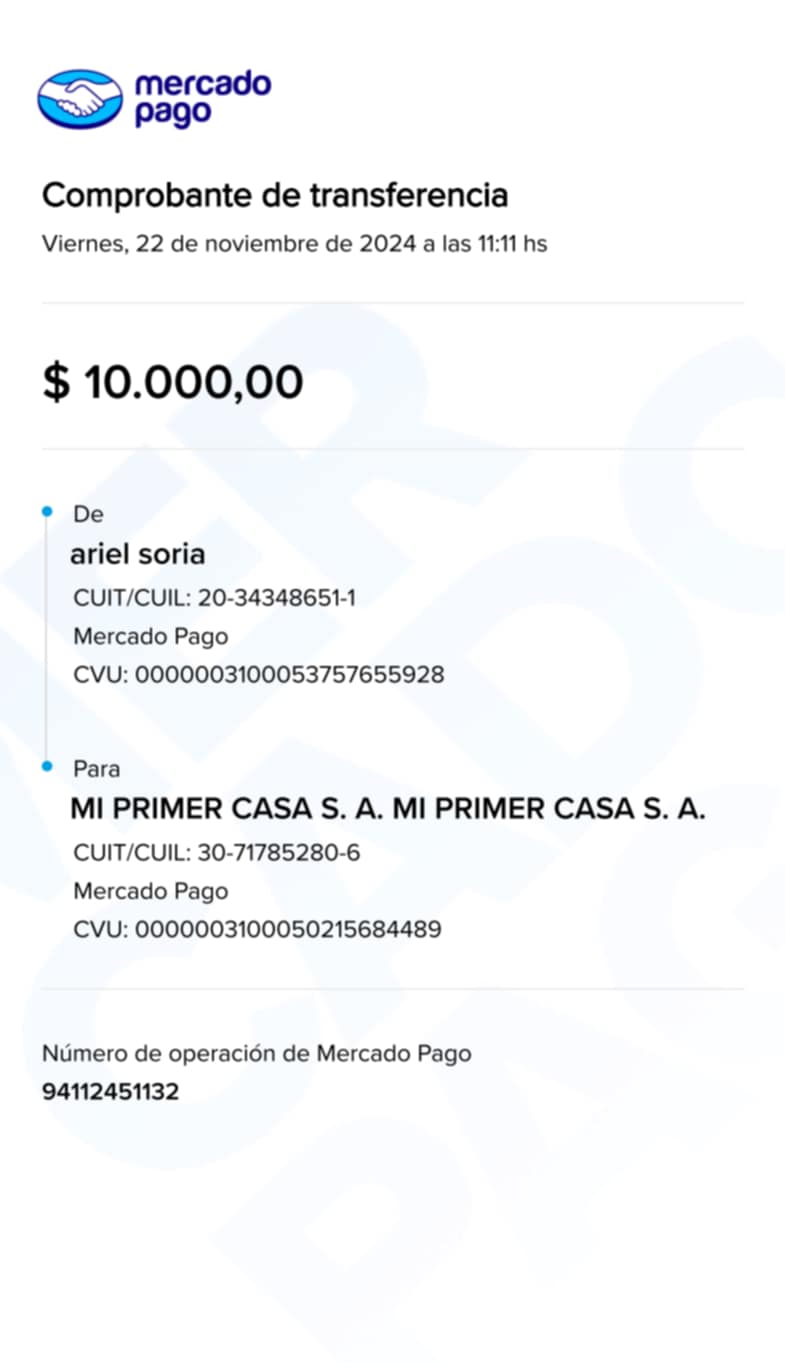 mercado
pago
Comprobante de transferencia
Viernes, 22 de noviembre de 2024 a las 11:11 hs
$ 10.000,00
De
ariel soria
CUIT/CUIL: 20-34348651-1
Mercado Pago
CVU: 0000003100053757655928
Para
MI PRIMER CASA S. A. MI PRIMER CASA S. A.
CUIT/CUIL: 30-71785280-6
Mercado Pago
CVU: 0000003100050215684489
Número de operación de Mercado Pago
94112451132